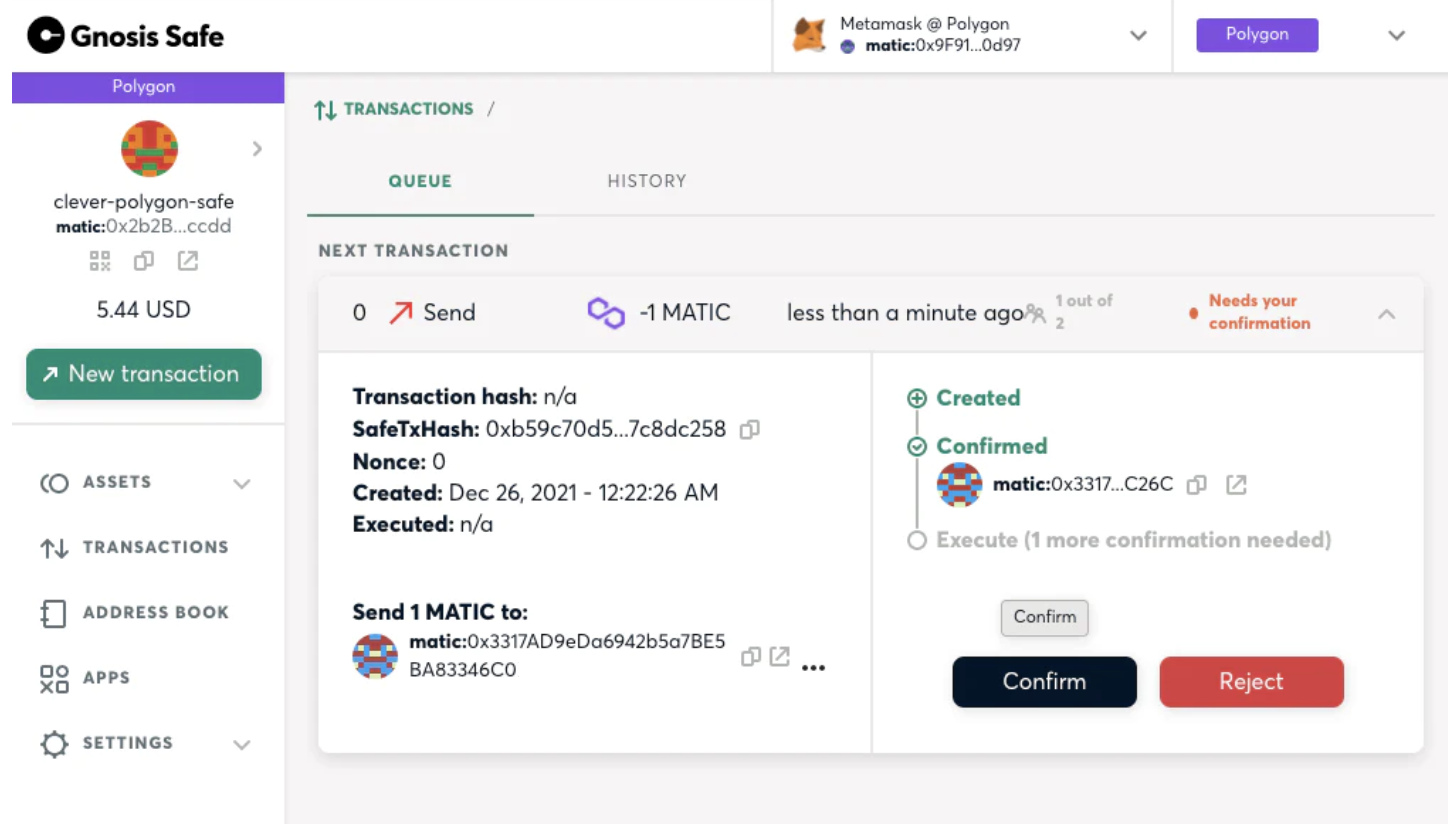 Gnosis Safe
Metamask @ Polygon
matic:0x9F91...0d97
Polygon
Polygon
clever-polygon-safe
matic:0x2b2B...ccdd
5.44 USD
New transaction
ASSETS
TRANSACTIONS
ADDRESS BOOK
APPS
SETTINGS
TRANSACTIONS /
QUEUE HISTORY
NEXT TRANSACTION
0 Send -1 MATIC less than a minute ago 1 out of
2
Needs your
confirmation
Transaction hash: n/a
SafeTxHash: 0xb59c70d5...7c8dc258
Nonce: 0
Created: Dec 26, 2021 - 12:22:26 AM
Executed: n/a
Send 1 MATIC to:
matic:0x3317AD9eDa6942b5a7BE5
BA83346C0
Created
Confirmed
matic:0x3317...C26C
Execute (1 more confirmation needed)
Confirm
Confirm Reject